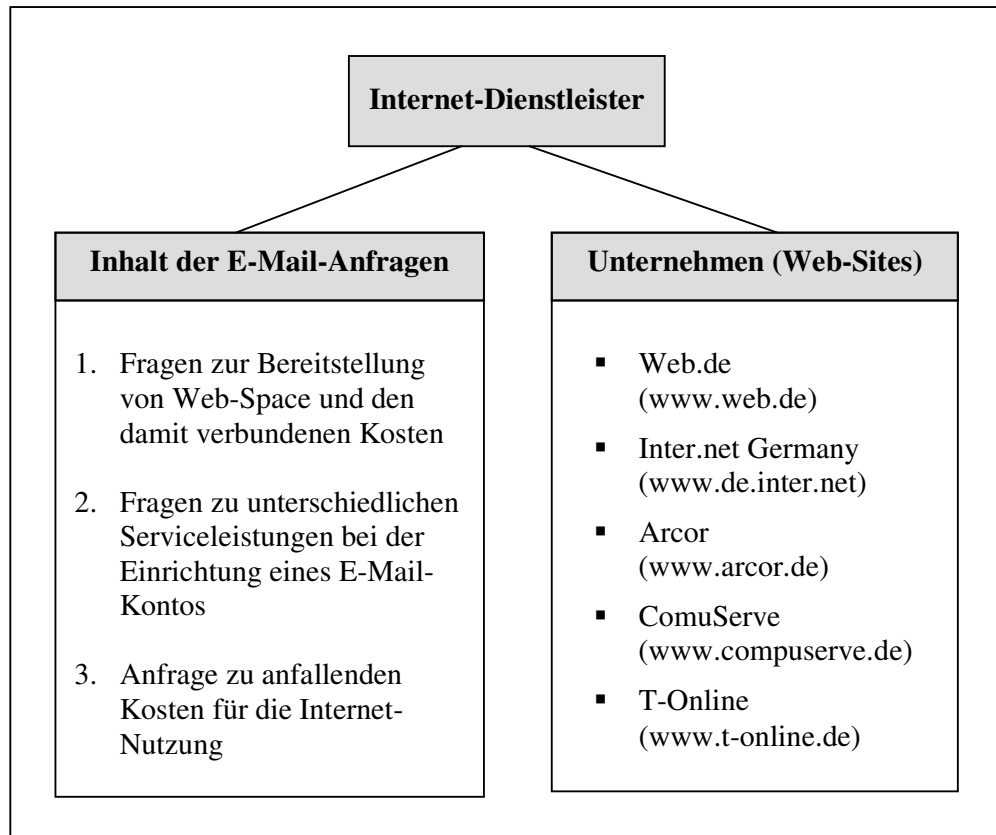 Internet-Dienstleister
Inhalt der E-Mail-Anfragen
1. Fragen zur Bereitstellung
von Web-Space und den
damit verbundenen Kosten
2. Fragen zu unterschiedlichen
Serviceleistungen bei der
Einrichtung eines E-Mail-
Kontos
3. Anfrage zu anfallenden
Kosten für die Internet-
Nutzung
Unternehmen (Web-Sites)
▪ Web.de
(www.web.de)
▪ Inter.net Germany
(www.de.inter.net)
▪ Arcor
(www.arcor.de)
▪ ComuServe
(www.compuserve.de)
▪ T-Online
(www.t-online.de)